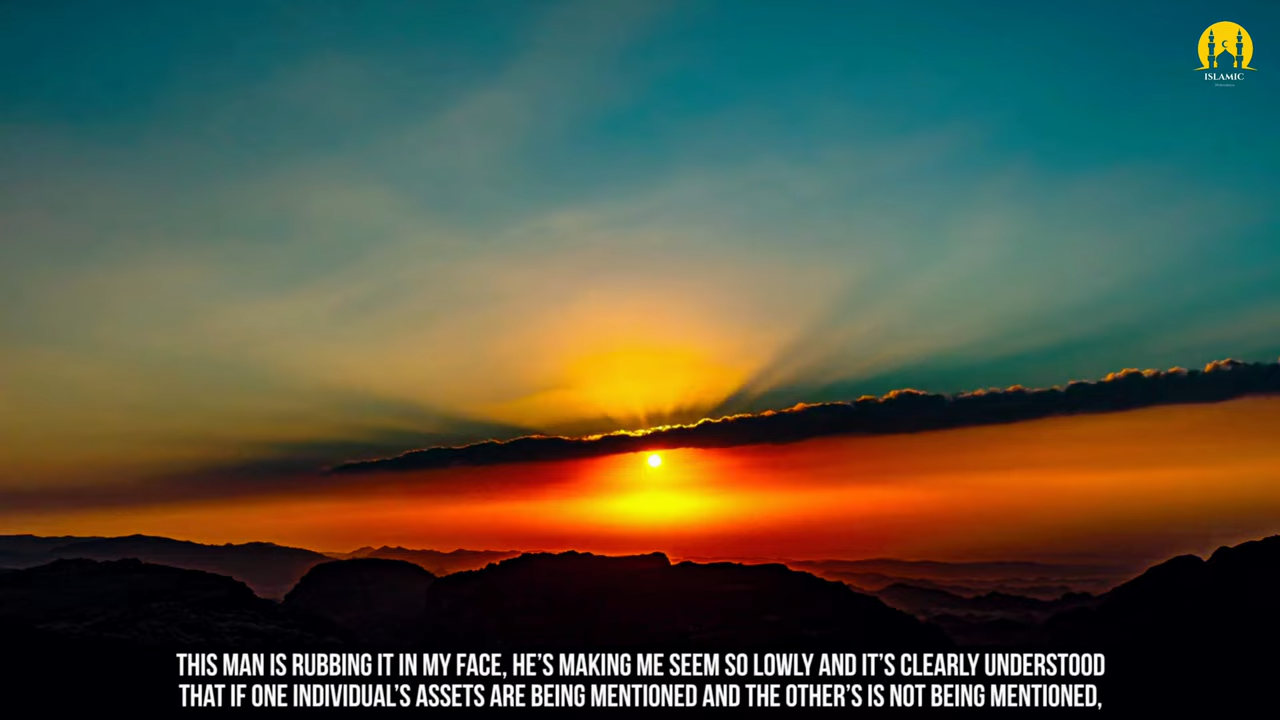 ISLAMIC
THIS MAN IS RUBBING IT IN MY FACE, HE'S MAKING ME SEEM SO LOWLY AND IT'S CLEARLY UNDERSTOOD
THAT IF ONE INDIVIDUAL'S ASSETS ARE BEING MENTIONED AND THE OTHER'S IS NOT BEING MENTIONED,